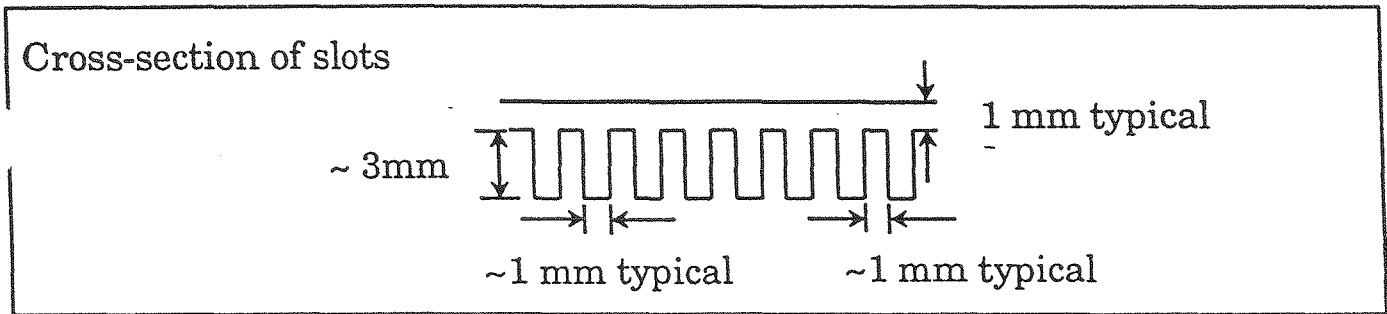 Cross-section of slots
1 mm typical
~ 3mm
~1 mm typical
~1 mm typical